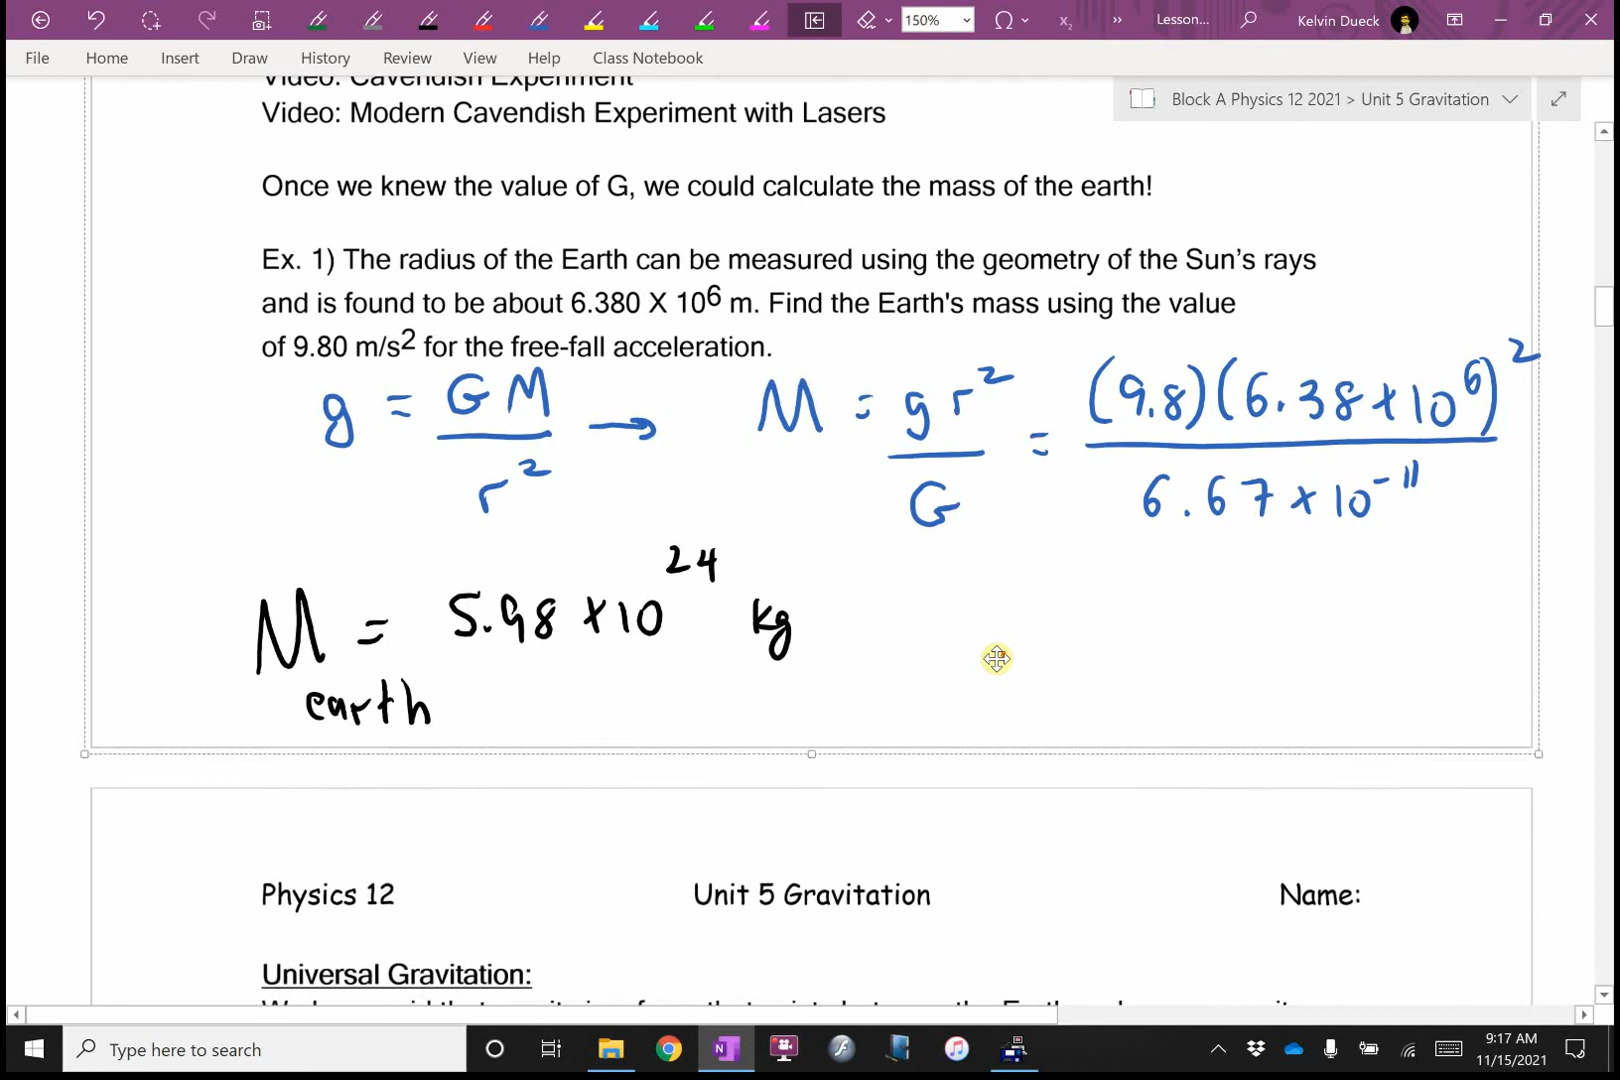 150% Lesson... Kelvin Dueck
File Home Insert Draw History Review View Help Class Notebook
Block A Physics 12 2021 > Unit 5 Gravitation
Video: Cavendish Experiment
Video: Modern Cavendish Experiment with Lasers
Once we knew the value of G, we could calculate the mass of the earth!
Ex. 1) The radius of the Earth can be measured using the geometry of the Sun's rays
and is found to be about 6.380 X 10⁶ m. Find the Earth's mass using the value
of 9.80 m/s² for the free-fall acceleration.
g = GM / r² → M = gr² / G = (9.8)(6.38×10⁶)² / 6.67×10⁻¹¹
M earth = 5.98 ×10²⁴ kg
Physics 12 Unit 5 Gravitation Name:
Universal Gravitation:
Type here to search 9:17 AM
11/15/2021